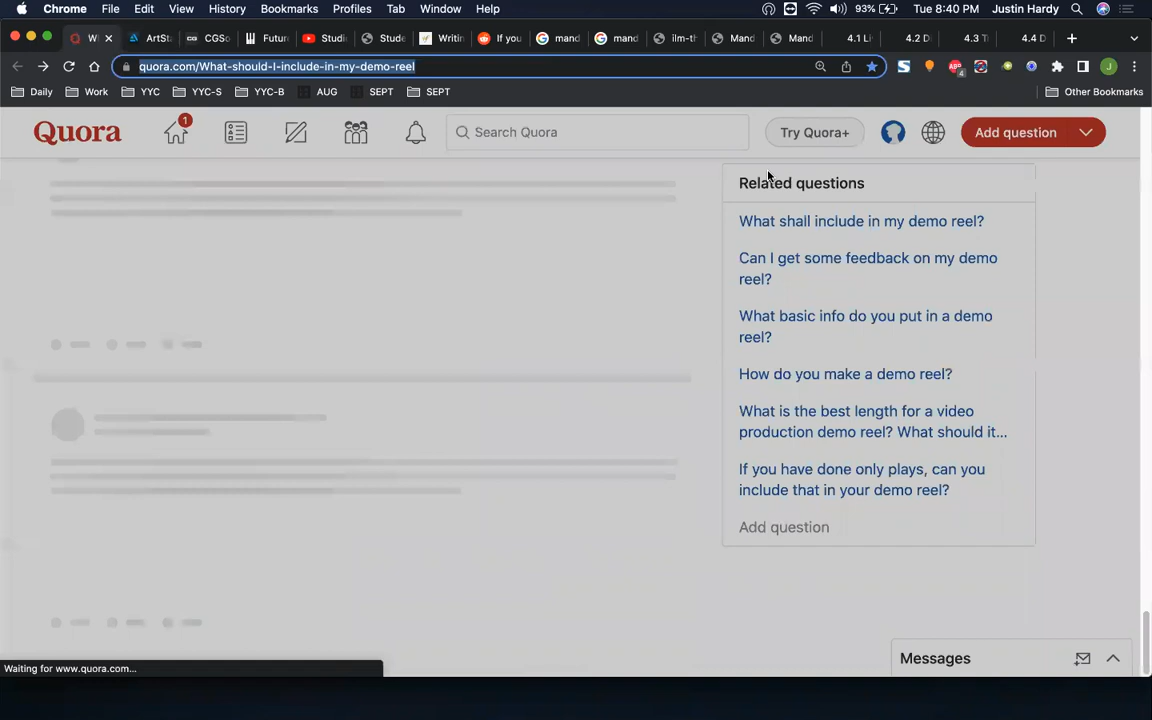 Chrome File Edit View History Bookmarks Profiles Tab Window Help 93% Tue 8:40 PM Justin Hardy
W ArtSt CGSo Futur Studi Stude Writin If you mand mand ilm-th Mand Mand 4.1 Li 4.2 D 4.3 T 4.4 D
quora.com/What-should-I-include-in-my-demo-reel 4 J
Daily Work YYC YYC-S YYC-B AUG SEPT SEPT Other Bookmarks
Quora 1 Search Quora Try Quora+ Add question
Related questions
What shall include in my demo reel?
Can I get some feedback on my demo
reel?
What basic info do you put in a demo
reel?
How do you make a demo reel?
What is the best length for a video
production demo reel? What should it...
If you have done only plays, can you
include that in your demo reel?
Add question
Messages
Waiting for www.quora.com...